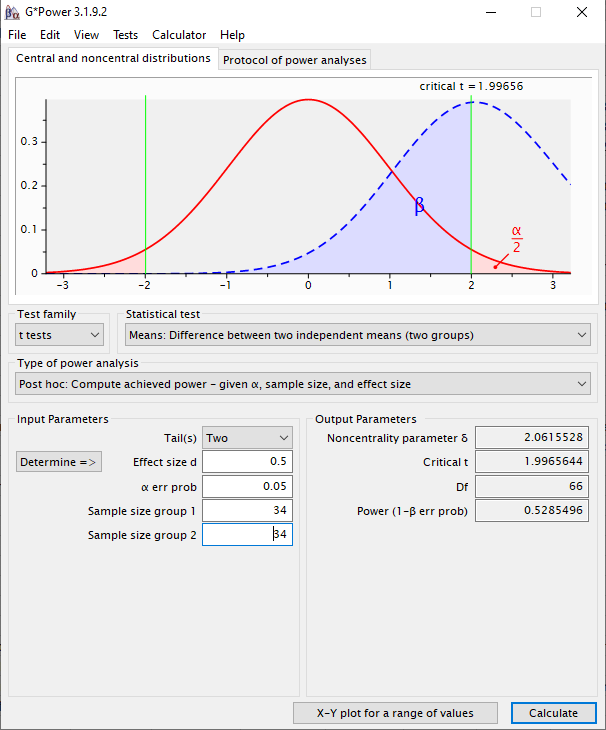 G*Power 3.1.9.2
File Edit View Tests Calculator Help
Central and noncentral distributions Protocol of power analyses
critical t = 1.99656
0.3
0.2
β
0.1
α
2
0
-3 -2 -1 0 1 2 3
Test family Statistical test
t tests Means: Difference between two independent means (two groups)
Type of power analysis
Post hoc: Compute achieved power – given α, sample size, and effect size
Input Parameters Output Parameters
Tail(s) Two Noncentrality parameter δ 2.0615528
Determine => Effect size d 0.5 Critical t 1.9965644
α err prob 0.05 Df 66
Sample size group 1 34 Power (1-β err prob) 0.5285496
Sample size group 2 34
X-Y plot for a range of values Calculate